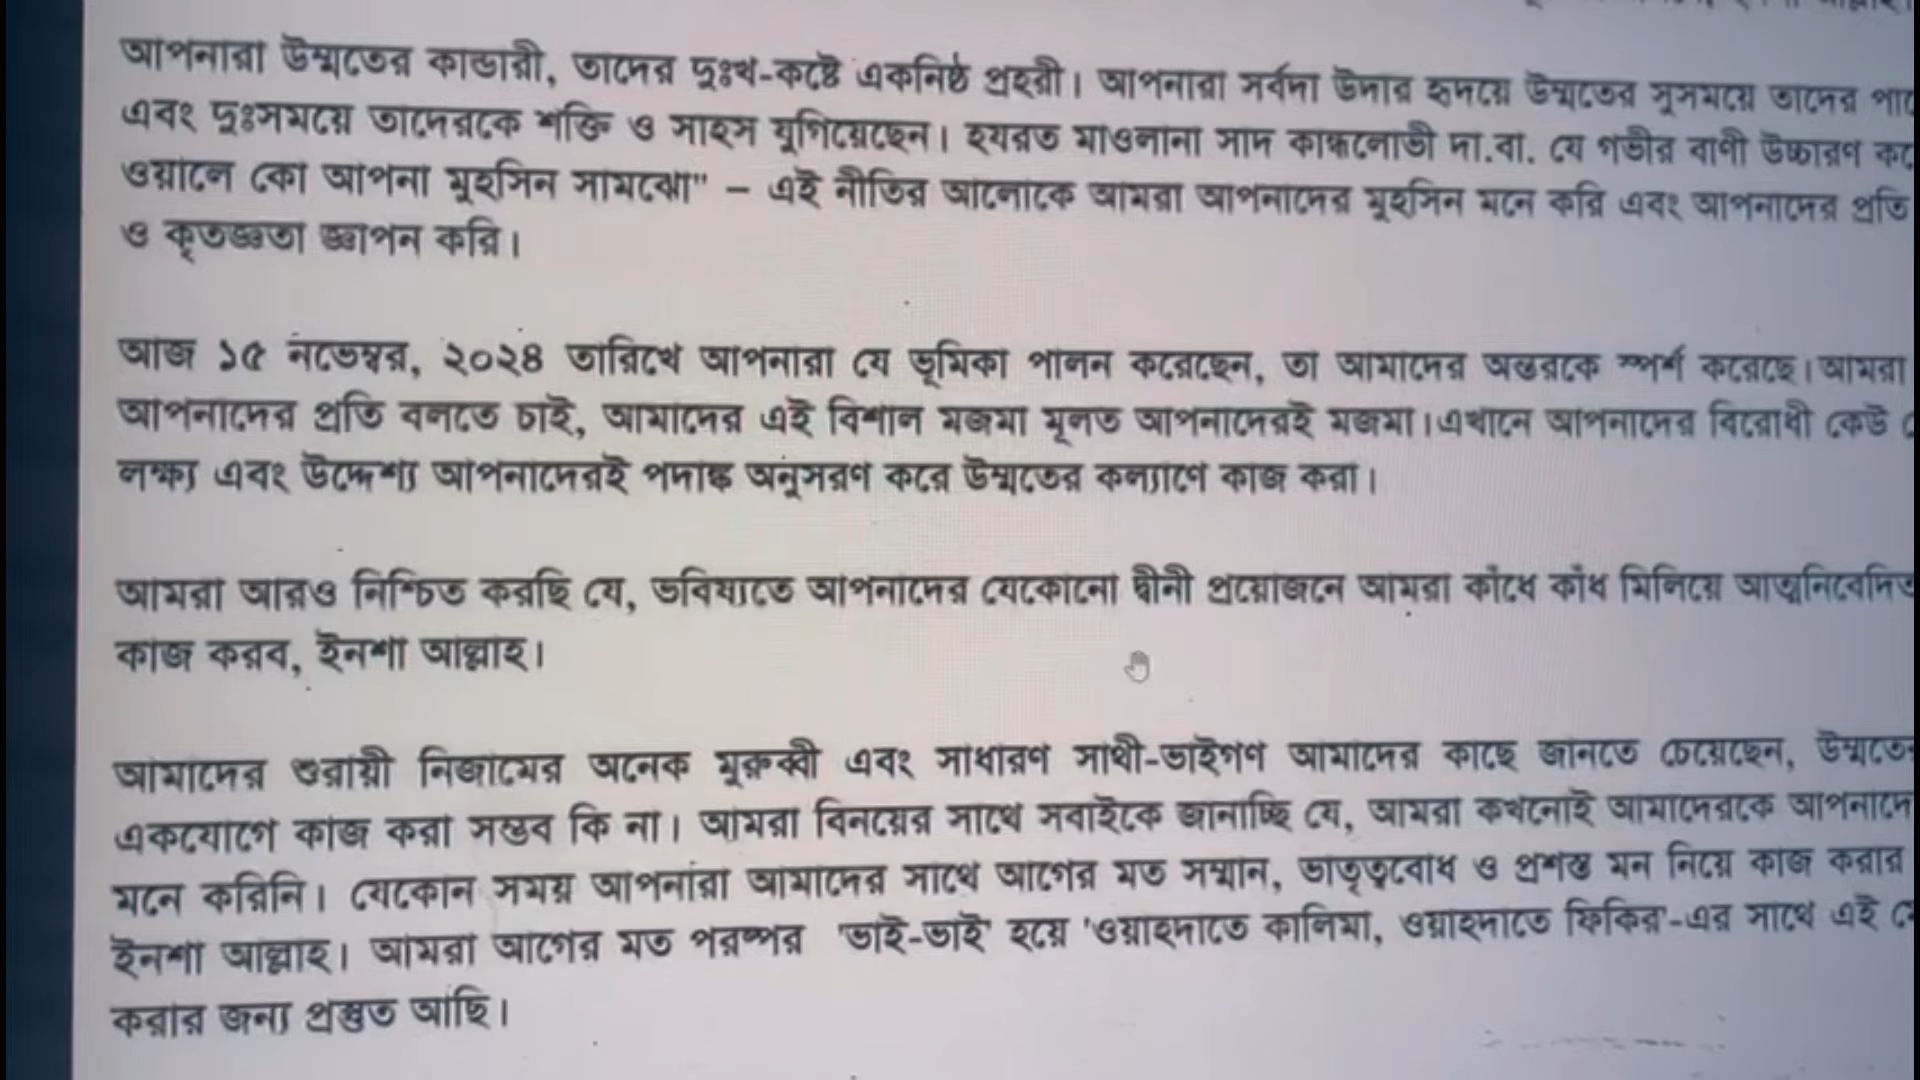 আপনারা উম্মতের কান্ডারী, তাদের দুঃখ-কষ্টে একনিষ্ঠ প্রহরী। আপনারা সর্বদা উদার হৃদয়ে উম্মতের সুসময়ে তাদের
এবং দুঃসময়ে তাদেরকে শক্তি ও সাহস যুগিয়েছেন। হযরত মাওলানা সাদ কান্ধলোভী দা.বা. যে গভীর বাণী উচ্চারণ
ওয়ালে কো আপনা মুহসিন সামঝো" – এই নীতির আলোকে আমরা আপনাদের মুহসিন মনে করি এবং আপনাদের প্রতি
ও কৃতজ্ঞতা জ্ঞাপন করি।
আজ ১৫ নভেম্বর, ২০২৪ তারিখে আপনারা যে ভূমিকা পালন করেছেন, তা আমাদের অন্তরকে স্পর্শ করেছে। আমরা
আপনাদের প্রতি বলতে চাই, আমাদের এই বিশাল মজমা মূলত আপনাদেরই মজমা। এখানে আপনাদের বিরোধী কেউ
লক্ষ্য এবং উদ্দেশ্য আপনাদেরই পদাঙ্ক অনুসরণ করে উম্মতের কল্যাণে কাজ করা।
আমরা আরও নিশ্চিত করছি যে, ভবিষ্যতে আপনাদের যেকোনো দ্বীনী প্রয়োজনে আমরা কাঁধে কাঁধ মিলিয়ে
কাজ করব, ইনশা আল্লাহ।
আমাদের শুরায়ী নিজামের অনেক মুরুব্বী এবং সাধারণ সাথী-ভাইগণ আমাদের কাছে জানতে চেয়েছেন,
একযোগে কাজ করা সম্ভব কি না। আমরা বিনয়ের সাথে সবাইকে জানাচ্ছি যে, আমরা কখনোই আমাদেরকে
মনে করিনি। যেকোন সময় আপনারা আমাদের সাথে আগের মত সম্মান, ভাতৃত্ববোধ ও প্রশস্ত মন নিয়ে কাজ করার
ইনশা আল্লাহ। আমরা আগের মত পরষ্পর 'ভাই-ভাই' হয়ে 'ওয়াহদাতে কালিমা, ওয়াহদাতে ফিকির'-এর সাথে এই
করার জন্য প্রস্তুত আছি।